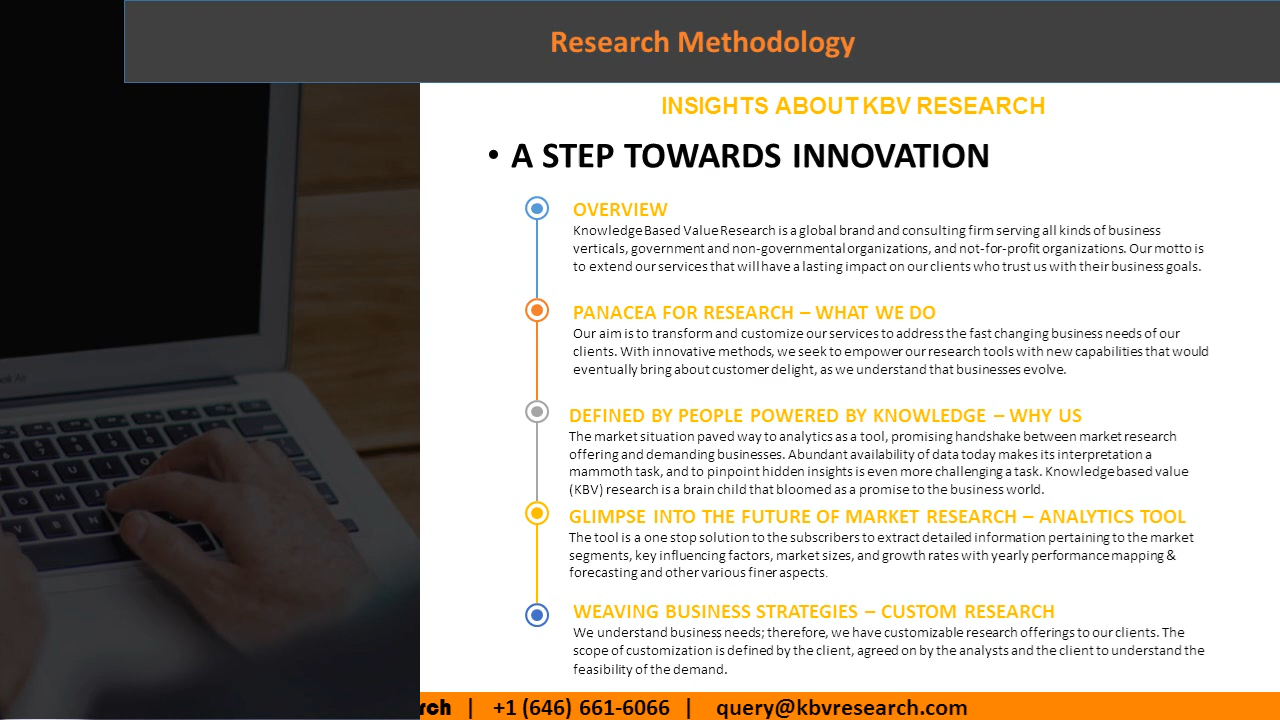 Research Methodology
INSIGHTS ABOUT KBV RESEARCH
• A STEP TOWARDS INNOVATION
OVERVIEW
Knowledge Based Value Research is a global brand and consulting firm serving all kinds of business
verticals, government and non-governmental organizations, and not-for-profit organizations. Our motto is
to extend our services that will have a lasting impact on our clients who trust us with their business goals.
PANACEA FOR RESEARCH – WHAT WE DO
Our aim is to transform and customize our services to address the fast changing business needs of our
clients. With innovative methods, we seek to empower our research tools with new capabilities that would
eventually bring about customer delight, as we understand that businesses evolve.
DEFINED BY PEOPLE POWERED BY KNOWLEDGE – WHY US
The market situation paved way to analytics as a tool, promising handshake between market research
offering and demanding businesses. Abundant availability of data today makes its interpretation a
mammoth task, and to pinpoint hidden insights is even more challenging a task. Knowledge based value
(KBV) research is a brain child that bloomed as a promise to the business world.
GLIMPSE INTO THE FUTURE OF MARKET RESEARCH – ANALYTICS TOOL
The tool is a one stop solution to the subscribers to extract detailed information pertaining to the market
segments, key influencing factors, market sizes, and growth rates with yearly performance mapping &
forecasting and other various finer aspects.
WEAVING BUSINESS STRATEGIES – CUSTOM RESEARCH
We understand business needs; therefore, we have customizable research offerings to our clients. The
scope of customization is defined by the client, agreed on by the analysts and the client to understand the
feasibility of the demand.
rch | +1 (646) 661-6066 | query@kbvresearch.com